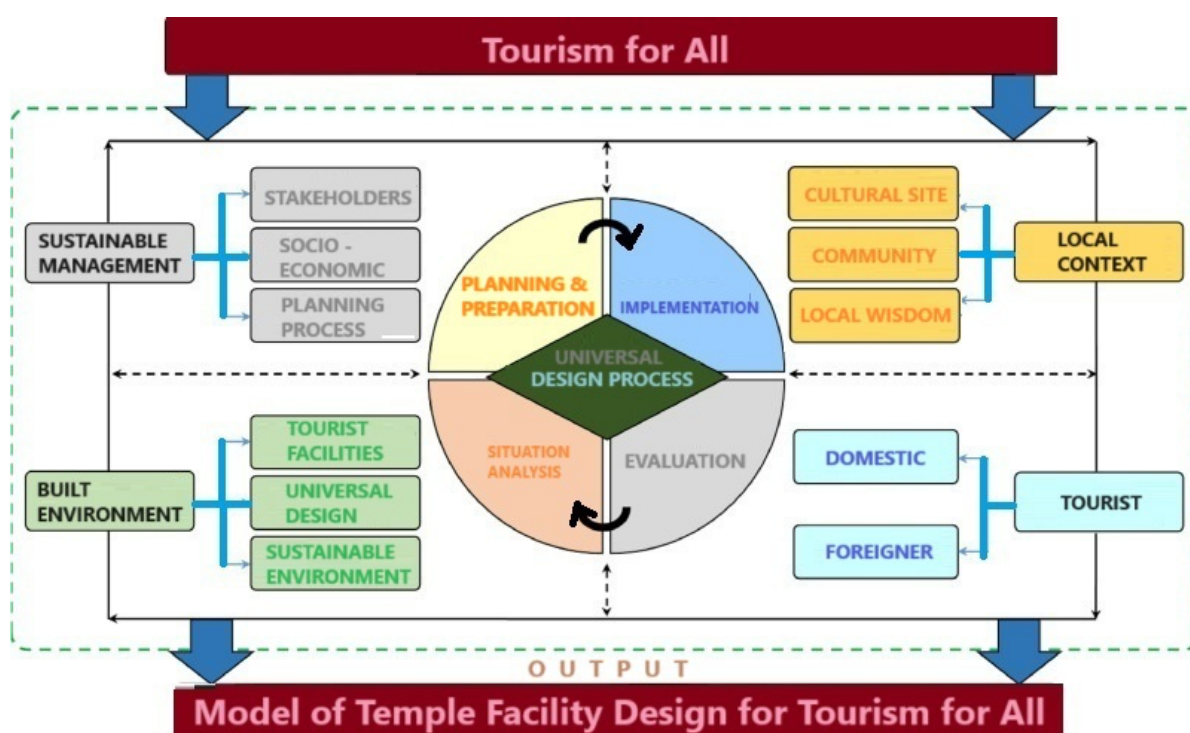 Tourism for All
SUSTAINABLE
MANAGEMENT
STAKEHOLDERS
SOCIO -
ECONOMIC
PLANNING
PROCESS
PLANNING &
PREPARATION
IMPLEMENTATION
CULTURAL SITE
COMMUNITY
LOCAL WISDOM
LOCAL
CONTEXT
UNIVERSAL
DESIGN PROCESS
BUILT
ENVIRONMENT
TOURIST
FACILITIES
UNIVERSAL
DESIGN
SUSTAINABLE
ENVIRONMENT
SITUATION
ANALYSIS
EVALUATION
DOMESTIC
FOREIGNER
TOURIST
OUTPUT
Model of Temple Facility Design for Tourism for All